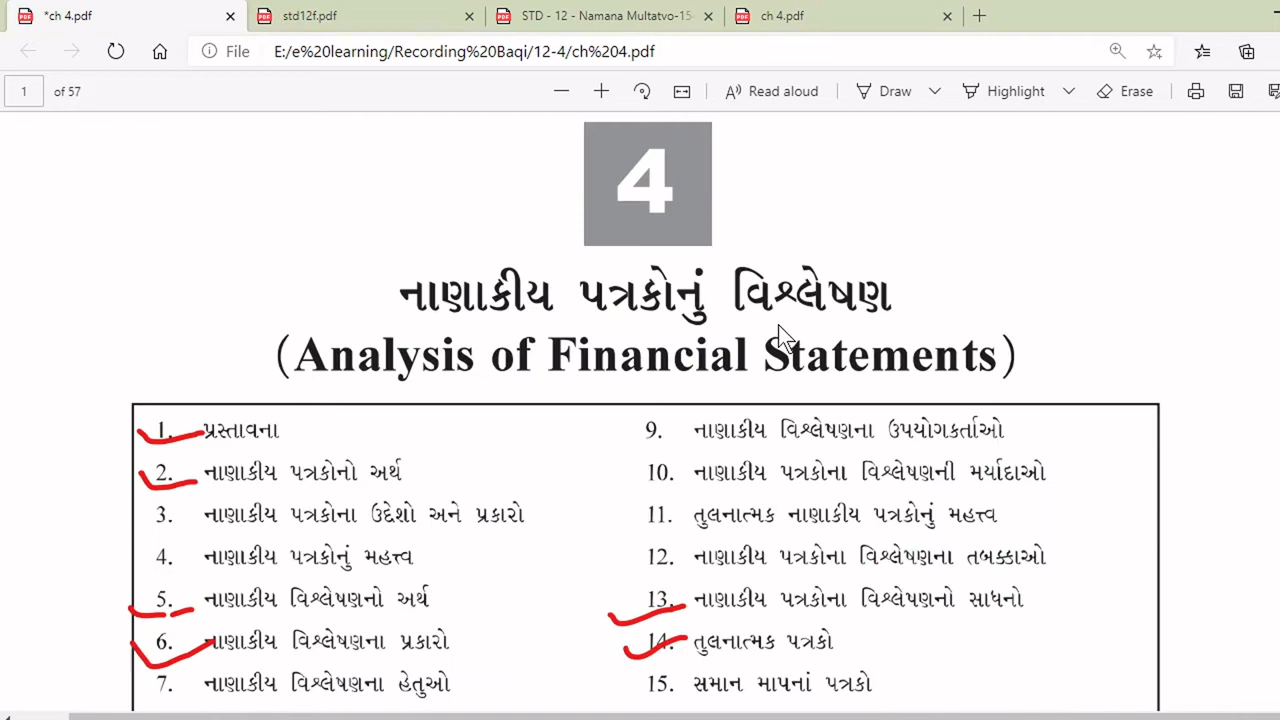 *ch 4.pdf
std12f.pdf
STD - 12 - Namana Multatvo-15-
ch 4.pdf
File E:/e%20learning/Recording%20Baqi/12-4/ch%204.pdf
1 of 57
Read aloud
Draw
Highlight
Erase
4
નાણાકીય પત્રકોનું વિશ્લેષણ
(Analysis of Financial Statements)
1. પ્રસ્તાવના
2. નાણાકીય પત્રકોનો અર્થ
3. નાણાકીય પત્રકોના ઉદ્દેશો અને પ્રકારો
4. નાણાકીય પત્રકોનું મહત્ત્વ
5. નાણાકીય વિશ્લેષણનો અર્થ
6. નાણાકીય વિશ્લેષણના પ્રકારો
7. નાણાકીય વિશ્લેષણના હેતુઓ
9. નાણાકીય વિશ્લેષણના ઉપયોગકર્તાઓ
10. નાણાકીય પત્રકોના વિશ્લેષણની મર્યાદાઓ
11. તુલનાત્મક નાણાકીય પત્રકોનું મહત્ત્વ
12. નાણાકીય પત્રકોના વિશ્લેષણના તબક્કાઓ
13. નાણાકીય પત્રકોના વિશ્લેષણનો સાધનો
14. તુલનાત્મક પત્રકો
15. સમાન માપનાં પત્રકો